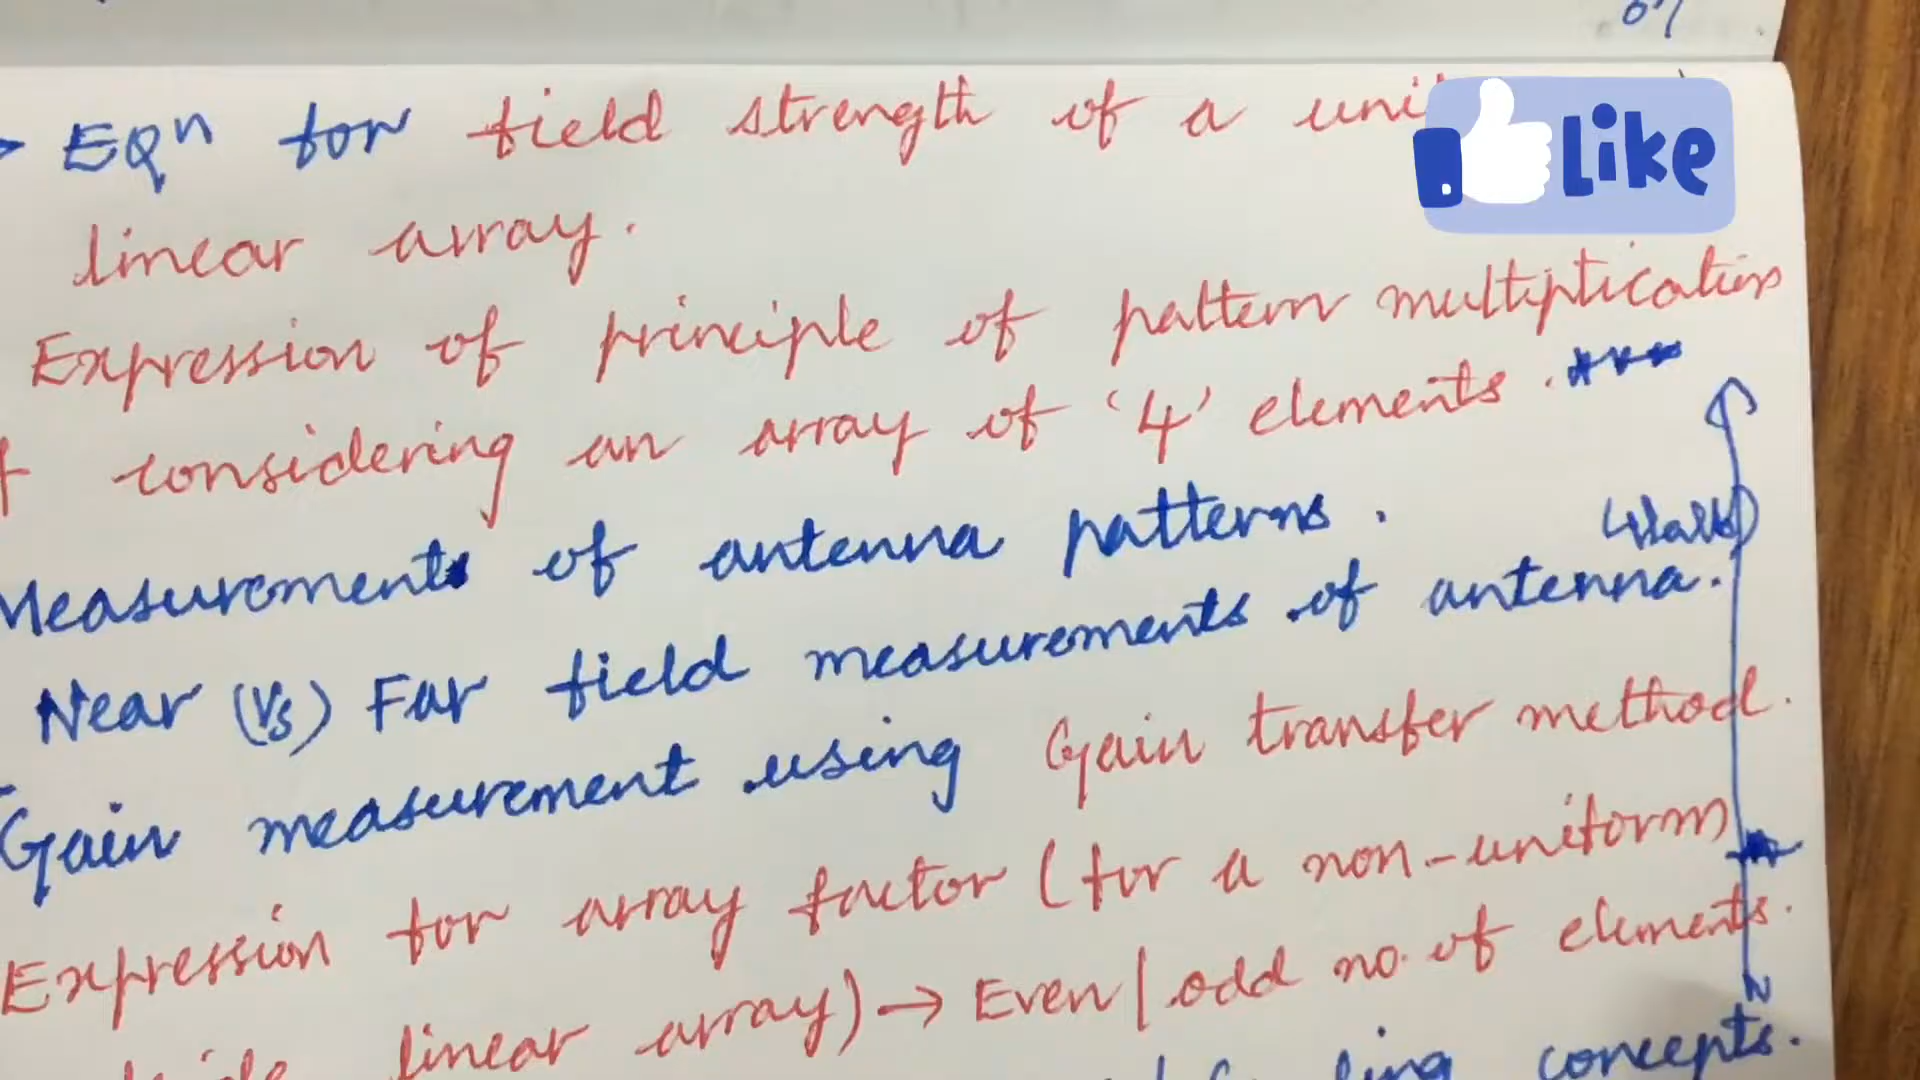 07
EQn for field strength of a uni
Like
linear array.
Expression of principle of pattern multiplication
considering an array of '4' elements. ***
Measurements of antenna patterns.
Near (Vs) Far field measurements of antenna.
Gain measurement using Gain transfer method.
Expression for array factor (for a non-uniform
linear array) → Even | odd no. of elements.
concepts.